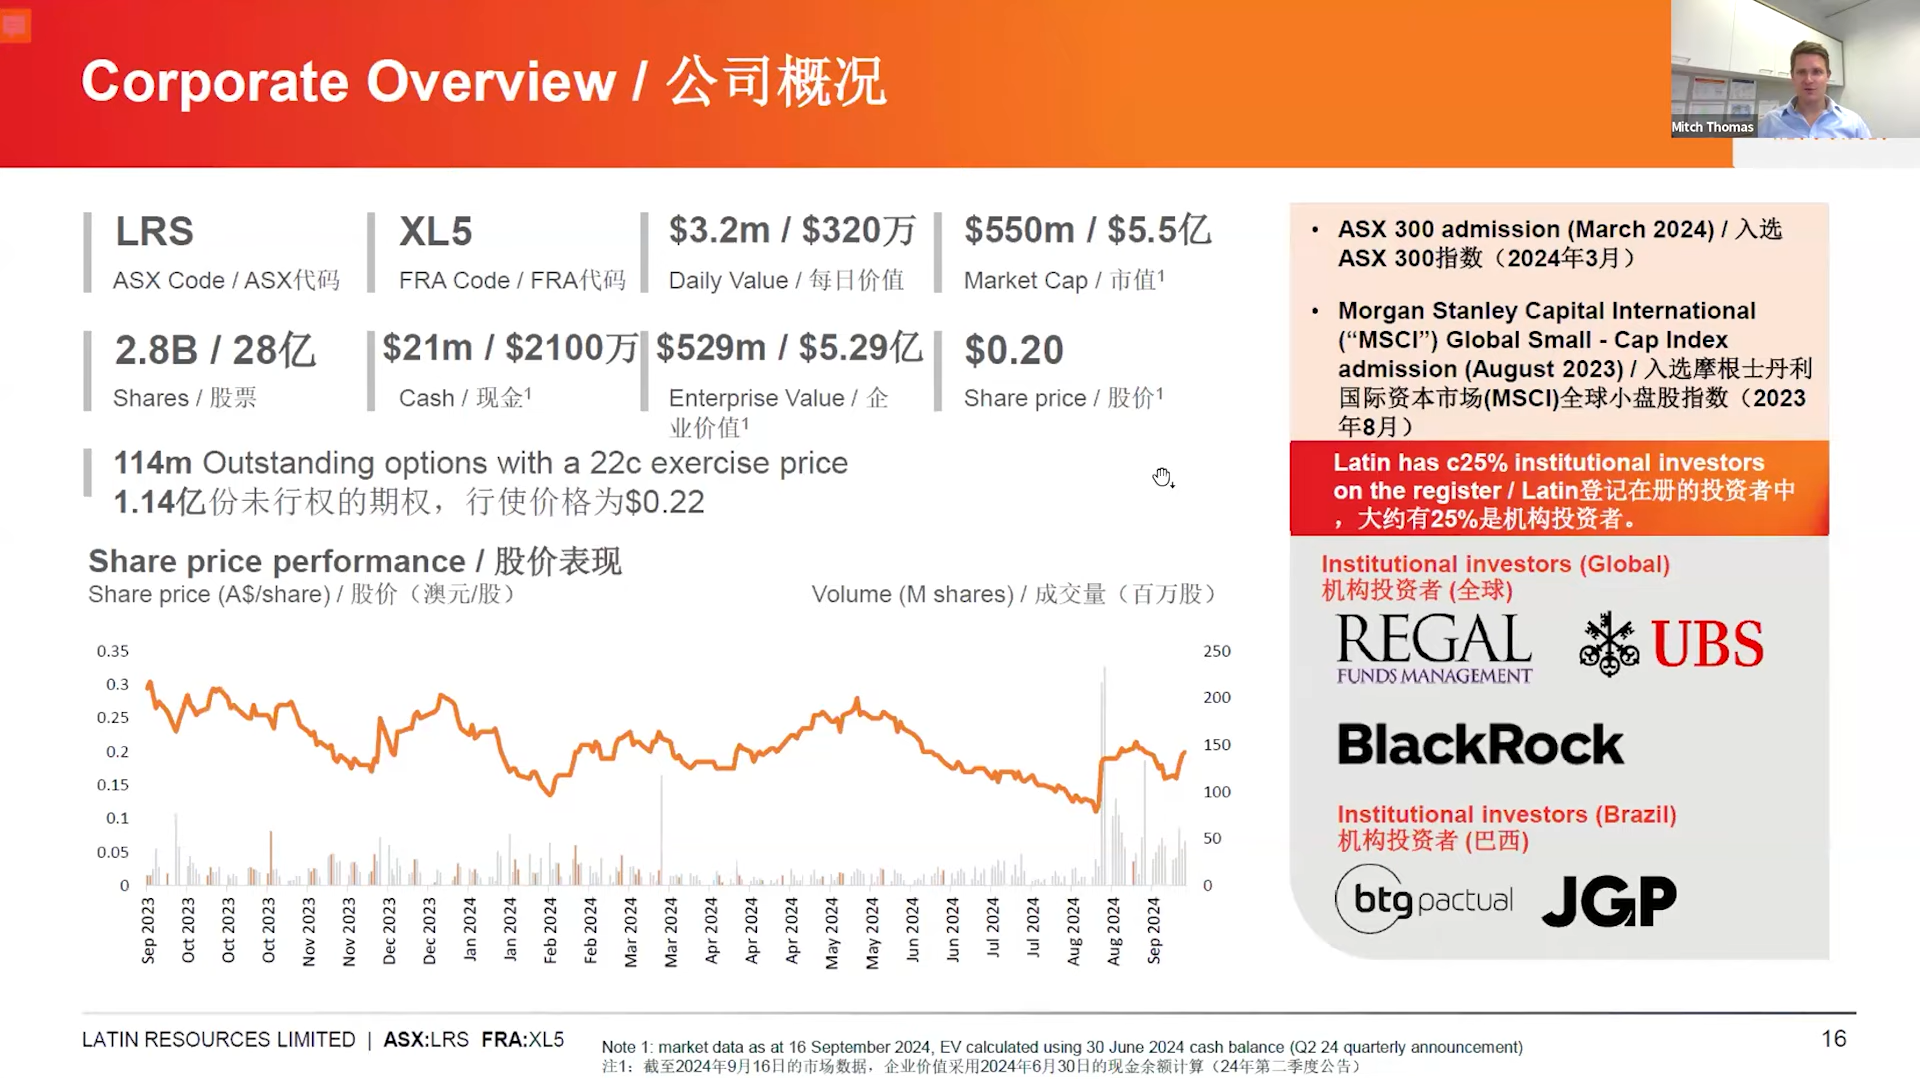 Corporate Overview / 公司概况
Mitch Thomas
LRS
ASX Code / ASX代码
XL5
FRA Code / FRA代码
$3.2m / $320万
Daily Value / 每日价值
$550m / $5.5亿
Market Cap / 市值¹
2.8B / 28亿
Shares / 股票
$21m / $2100万
Cash / 现金¹
$529m / $5.29亿
Enterprise Value / 企
业价值¹
$0.20
Share price / 股价¹
114m Outstanding options with a 22c exercise price
1.14亿份未行权的期权，行使价格为$0.22
Share price performance / 股价表现
Share price (A$/share) / 股价（澳元/股）
Volume (M shares) / 成交量（百万股）
0.35
0.3
0.25
0.2
0.15
0.1
0.05
0
250
200
150
100
50
0
Sep 2023
Oct 2023
Oct 2023
Oct 2023
Nov 2023
Nov 2023
Dec 2023
Dec 2023
Jan 2024
Jan 2024
Feb 2024
Feb 2024
Mar 2024
Mar 2024
Apr 2024
Apr 2024
Apr 2024
May 2024
May 2024
Jun 2024
Jun 2024
Jul 2024
Jul 2024
Aug 2024
Aug 2024
Sep 2024
• ASX 300 admission (March 2024) / 入选
ASX 300指数（2024年3月）
• Morgan Stanley Capital International
(“MSCI”) Global Small - Cap Index
admission (August 2023) / 入选摩根士丹利
国际资本市场(MSCI)全球小盘股指数（2023
年8月）
Latin has c25% institutional investors
on the register / Latin登记在册的投资者中
，大约有25%是机构投资者。
Institutional investors (Global)
机构投资者 (全球)
REGAL
FUNDS MANAGEMENT
UBS
BlackRock
Institutional investors (Brazil)
机构投资者 (巴西)
btg pactual
JGP
LATIN RESOURCES LIMITED | ASX:LRS FRA:XL5
Note 1: market data as at 16 September 2024, EV calculated using 30 June 2024 cash balance (Q2 24 quarterly announcement)
注1：截至2024年9月16日的市场数据，企业价值采用2024年6月30日的现金余额计算（24年第二季度公告）
16